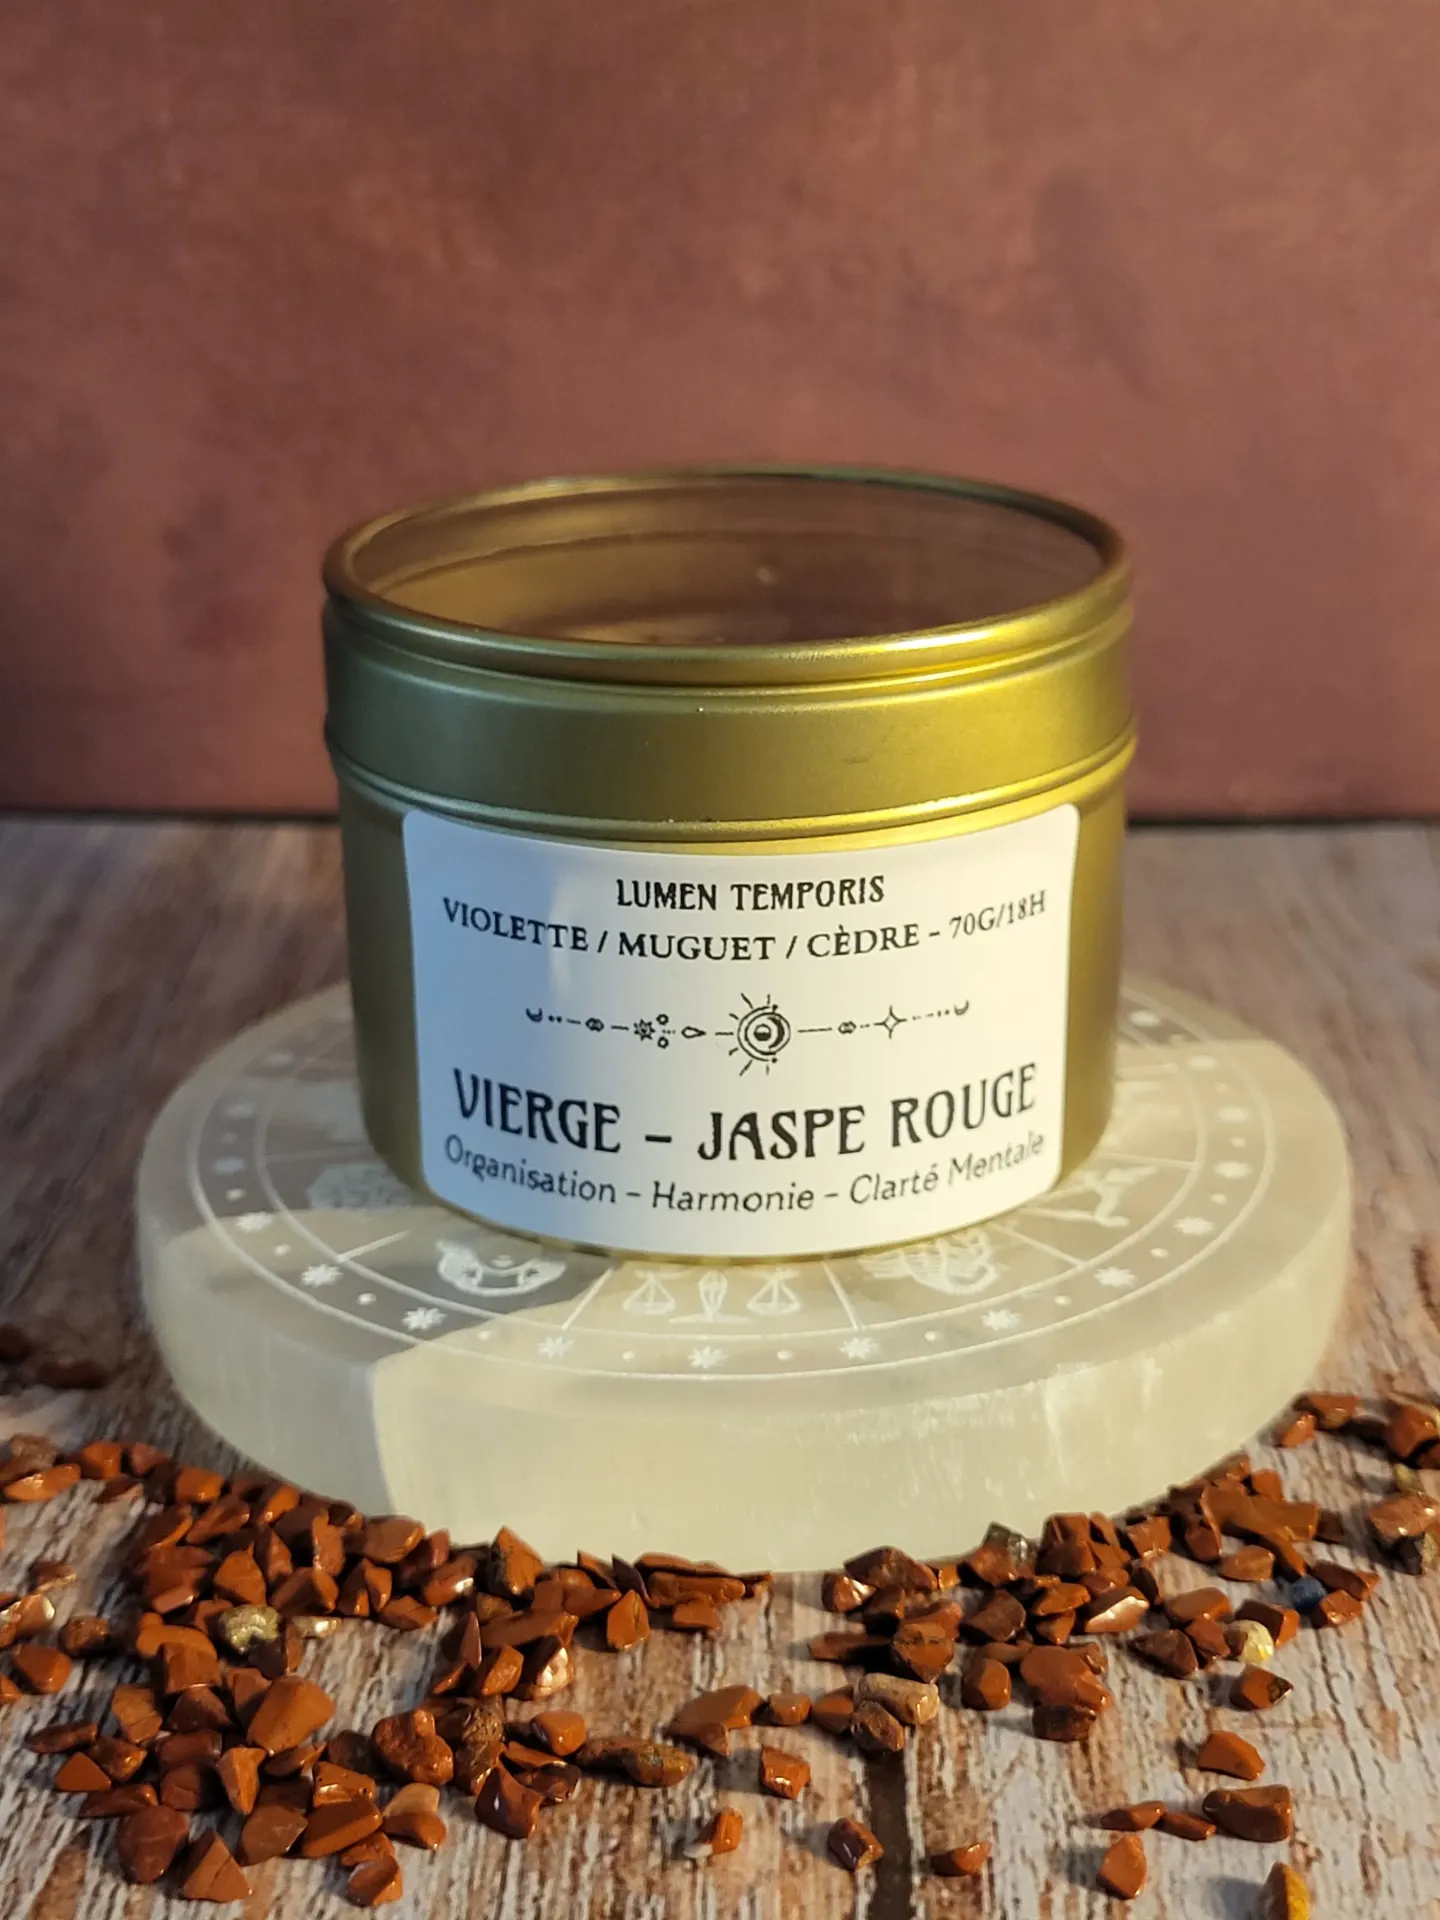 LUMEN TEMPORIS
VIOLETTE / MUGUET / CÈDRE - 70G/18H
VIERGE - JASPE ROUGE
Organisation - Harmonie - Clarté Mentale